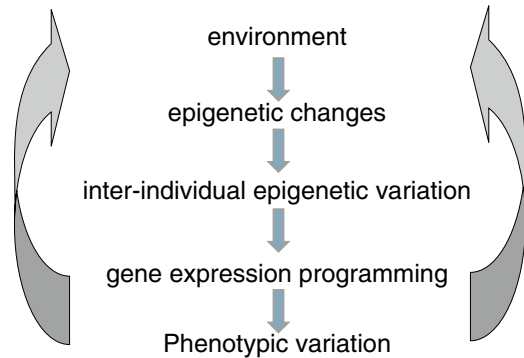 environment
epigenetic changes
inter-individual epigenetic variation
gene expression programming
Phenotypic variation